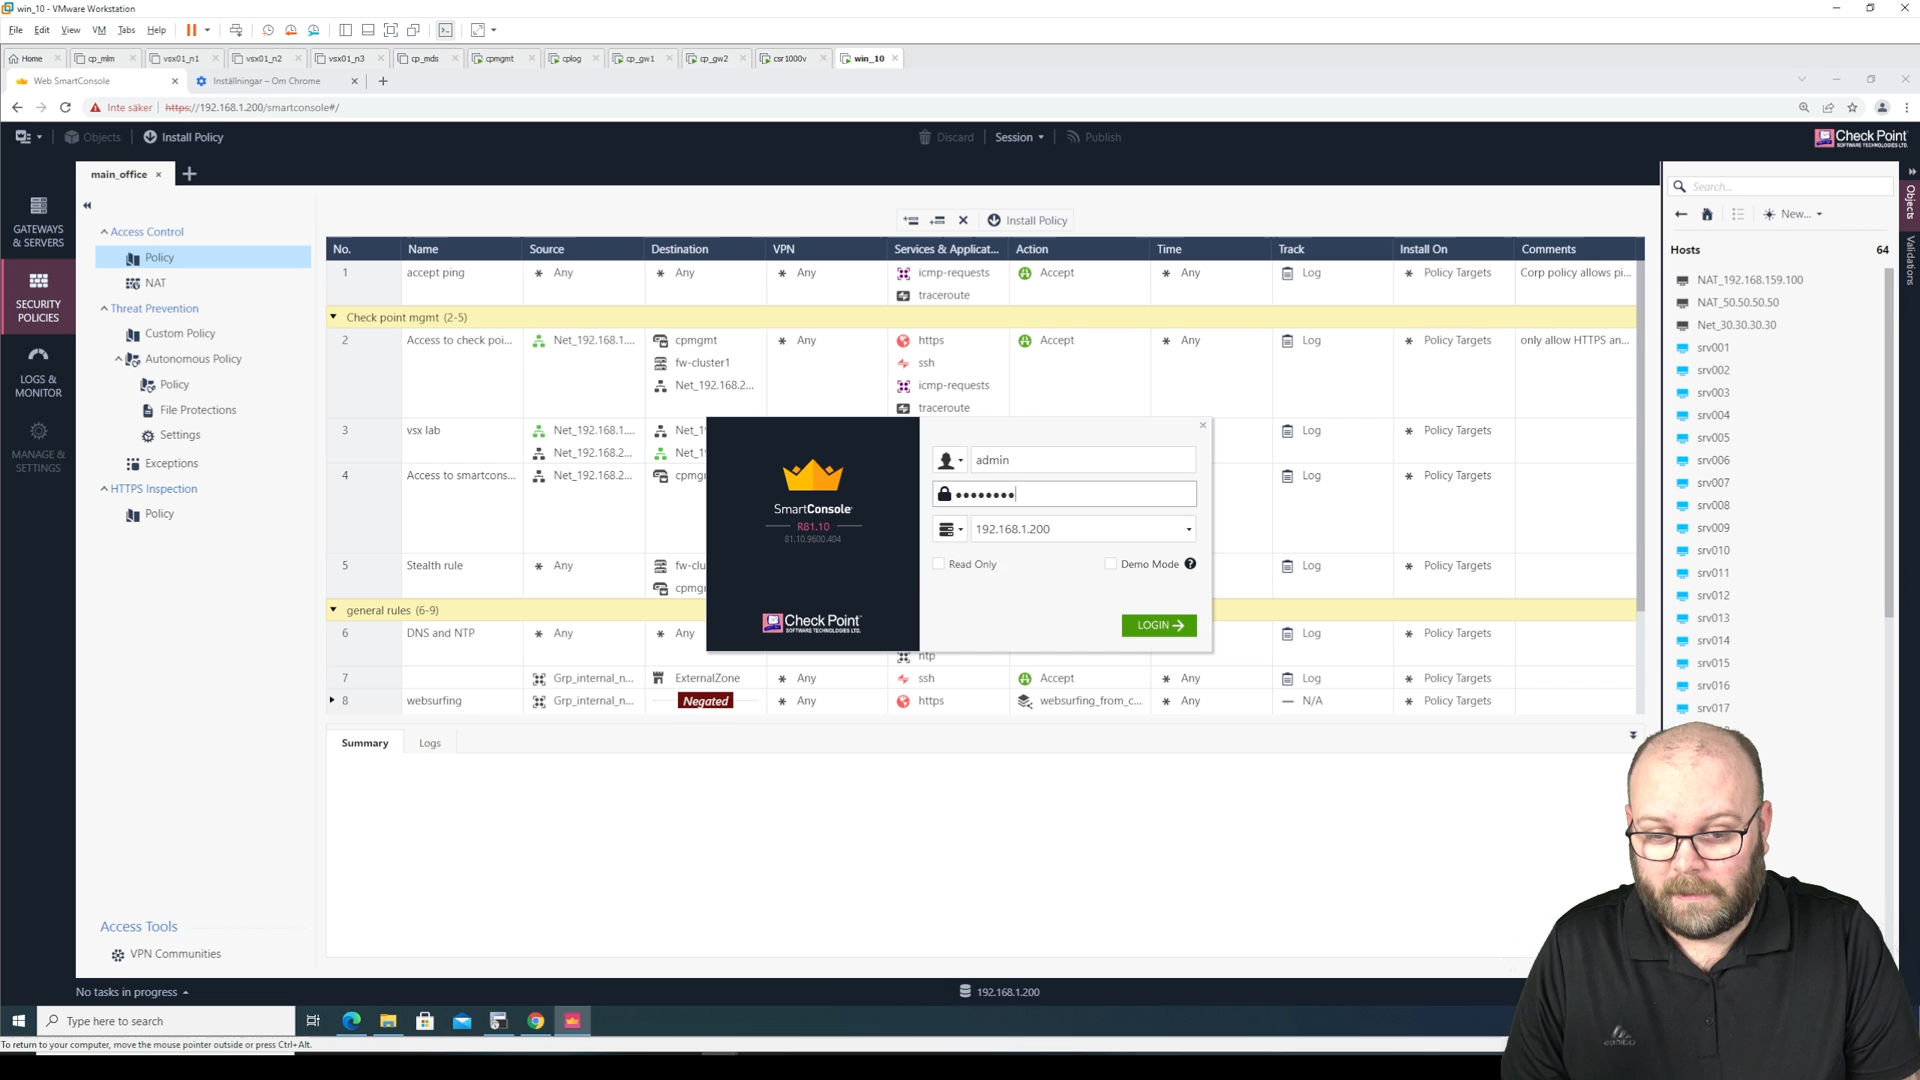 win_10 - VMware Workstation
File Edit View VM Tabs Help
Home cp_mlm vsx01_n1 vsx01_n2 vsx01_n3 cp_mds cpmgmt cplog cp_gw1 cp_gw2 csr1000v win_10
Web SmartConsole Inställningar – Om Chrome
Inte säker https://192.168.1.200/smartconsole#/
Objects Install Policy Discard Session Publish Check Point SOFTWARE TECHNOLOGIES LTD.
main_office
Search...
New...
GATEWAYS & SERVERS
SECURITY POLICIES
LOGS & MONITOR
MANAGE & SETTINGS
Access Control
Policy
NAT
Threat Prevention
Custom Policy
Autonomous Policy
Policy
File Protections
Settings
Exceptions
HTTPS Inspection
Policy
Access Tools
VPN Communities
Install Policy
No. Name Source Destination VPN Services & Applicat... Action Time Track Install On Comments
1 accept ping Any Any Any icmp-requests Accept Any Log Policy Targets Corp policy allows pi...
traceroute
Check point mgmt (2-5)
2 Access to check poi... Net_192.168.1.... cpmgmt Any https Accept Any Log Policy Targets only allow HTTPS an...
fw-cluster1 ssh
Net_192.168.2... icmp-requests
traceroute
3 vsx lab Net_192.168.1.... Net_1 Log Policy Targets
Net_192.168.2... Net_1
4 Access to smartcons... Net_192.168.2... cpmg Log Policy Targets
5 Stealth rule Any fw-clu Log Policy Targets
cpmg
general rules (6-9)
6 DNS and NTP Any Any Log Policy Targets
ntp
7 Grp_internal_n... ExternalZone Any ssh Accept Any Log Policy Targets
8 websurfing Grp_internal_n... Negated Any https websurfing_from_c... Any N/A Policy Targets
SmartConsole
R81.10
81.10.9600.404
Check Point
SOFTWARE TECHNOLOGIES LTD.
admin
192.168.1.200
Read Only Demo Mode
LOGIN
Summary Logs
Hosts 64
NAT_192.168.159.100
NAT_50.50.50.50
Net_30.30.30.30
srv001
srv002
srv003
srv004
srv005
srv006
srv007
srv008
srv009
srv010
srv011
srv012
srv013
srv014
srv015
srv016
srv017
Objects
Validations
No tasks in progress 192.168.1.200
Type here to search
To return to your computer, move the mouse pointer outside or press Ctrl+Alt.